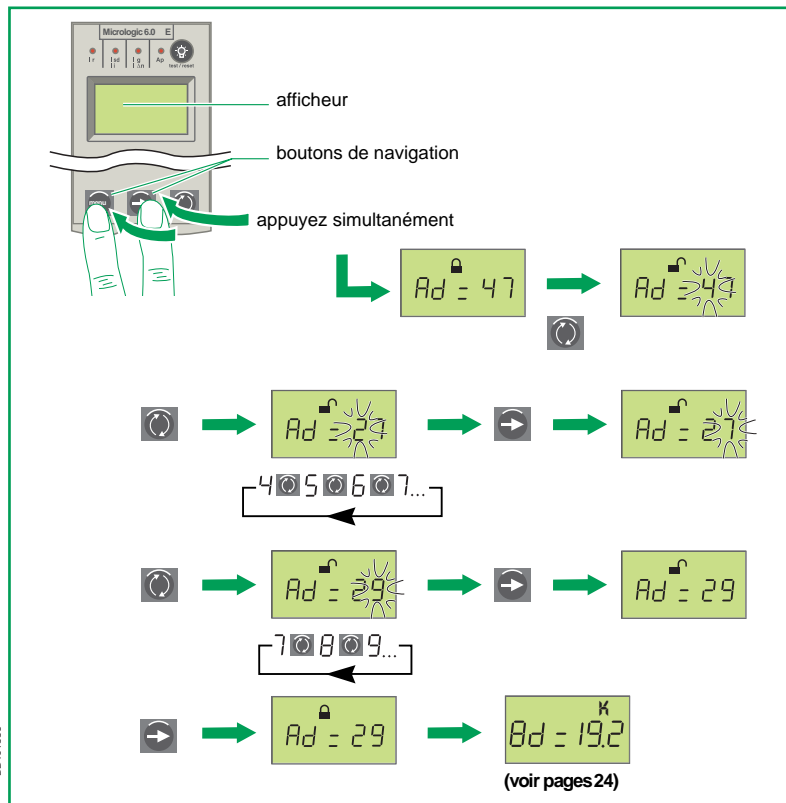 Micrologic 6.0 E
Ir Isd Ig Ap
Ii I∆n test / reset
afficheur
boutons de navigation
menu
appuyez simultanément
Ad = 47
Ad = 47
Ad = 27
Ad = 27
4 5 6 7...
Ad = 29
Ad = 29
7 8 9...
Ad = 29
K
Bd = 19.2
(voir pages 24)